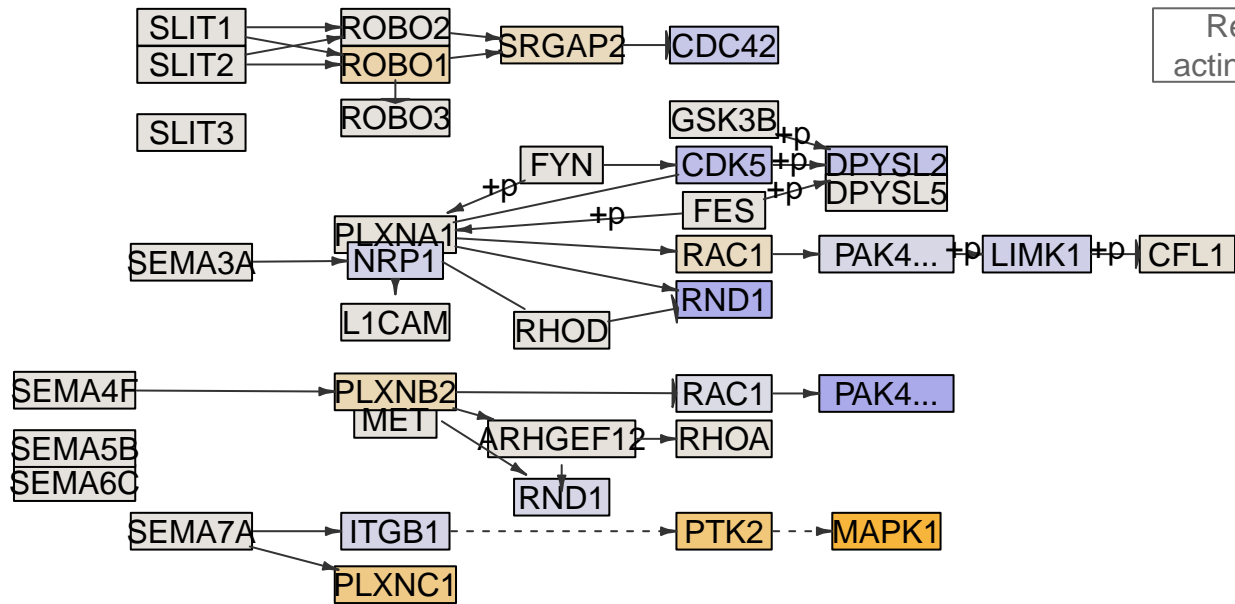 SLIT1 ROBO2 Re
SRGAP2 CDC42
SLIT2 ROBO1 actin
ROBO3 GSK3B
SLIT3 +p
FYN CDK5 +p DPYSL2
+p DPYSL5
FES +p
PLXNA1 +p
SEMA3A NRP1 RAC1 PAK4... +p LIMK1 +p CFL1
RND1
L1CAM RHOD
SEMA4F PLXNB2 RAC1 PAK4...
MET
SEMA5B ARHGEF12 RHOA
SEMA6C
RND1
SEMA7A ITGB1 PTK2 MAPK1
PLXNC1